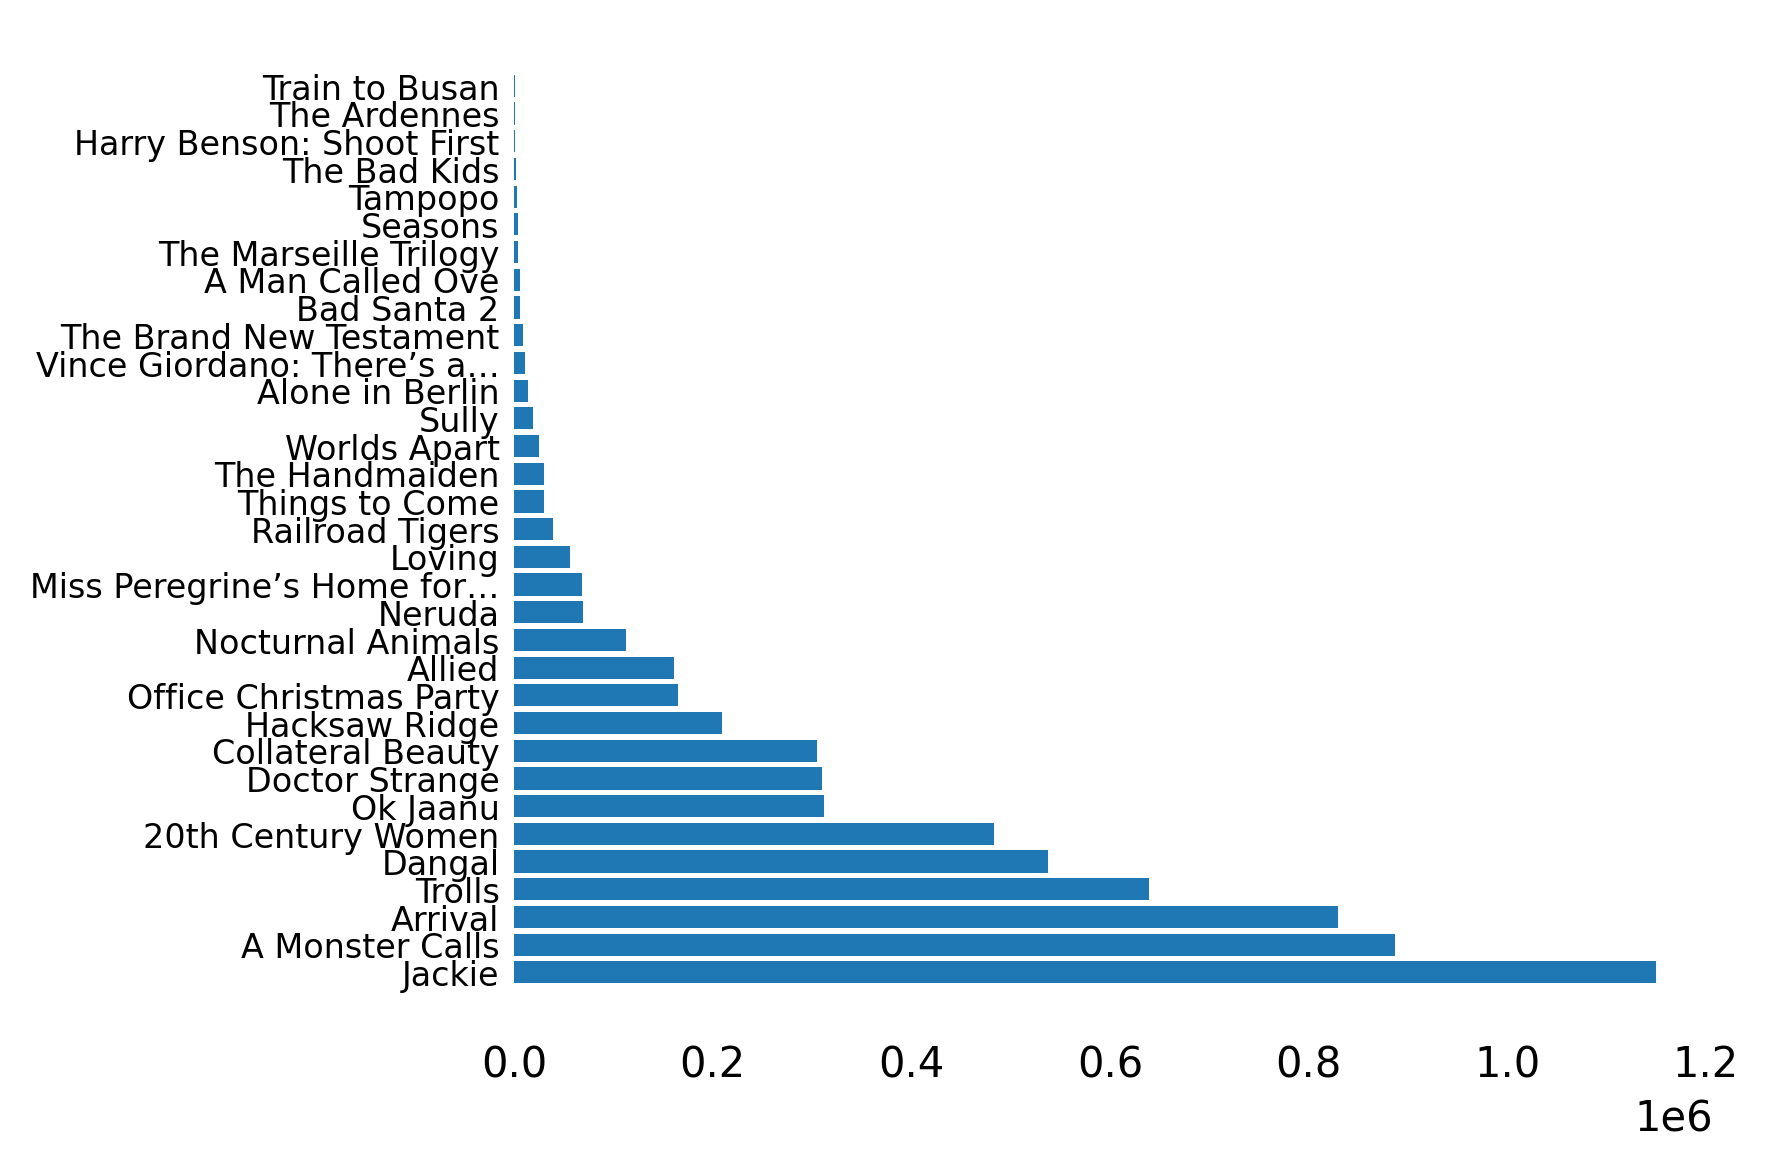 Train to Busan
The Ardennes
Harry Benson: Shoot First
The Bad Kids
Tampopo
Seasons
The Marseille Trilogy
A Man Called Ove
Bad Santa 2
The Brand New Testament
Vince Giordano: There’s a…
Alone in Berlin
Sully
Worlds Apart
The Handmaiden
Things to Come
Railroad Tigers
Loving
Miss Peregrine’s Home for…
Neruda
Nocturnal Animals
Allied
Office Christmas Party
Hacksaw Ridge
Collateral Beauty
Doctor Strange
Ok Jaanu
20th Century Women
Dangal
Trolls
Arrival
A Monster Calls
Jackie
0.0 0.2 0.4 0.6 0.8 1.0 1.2
1e6